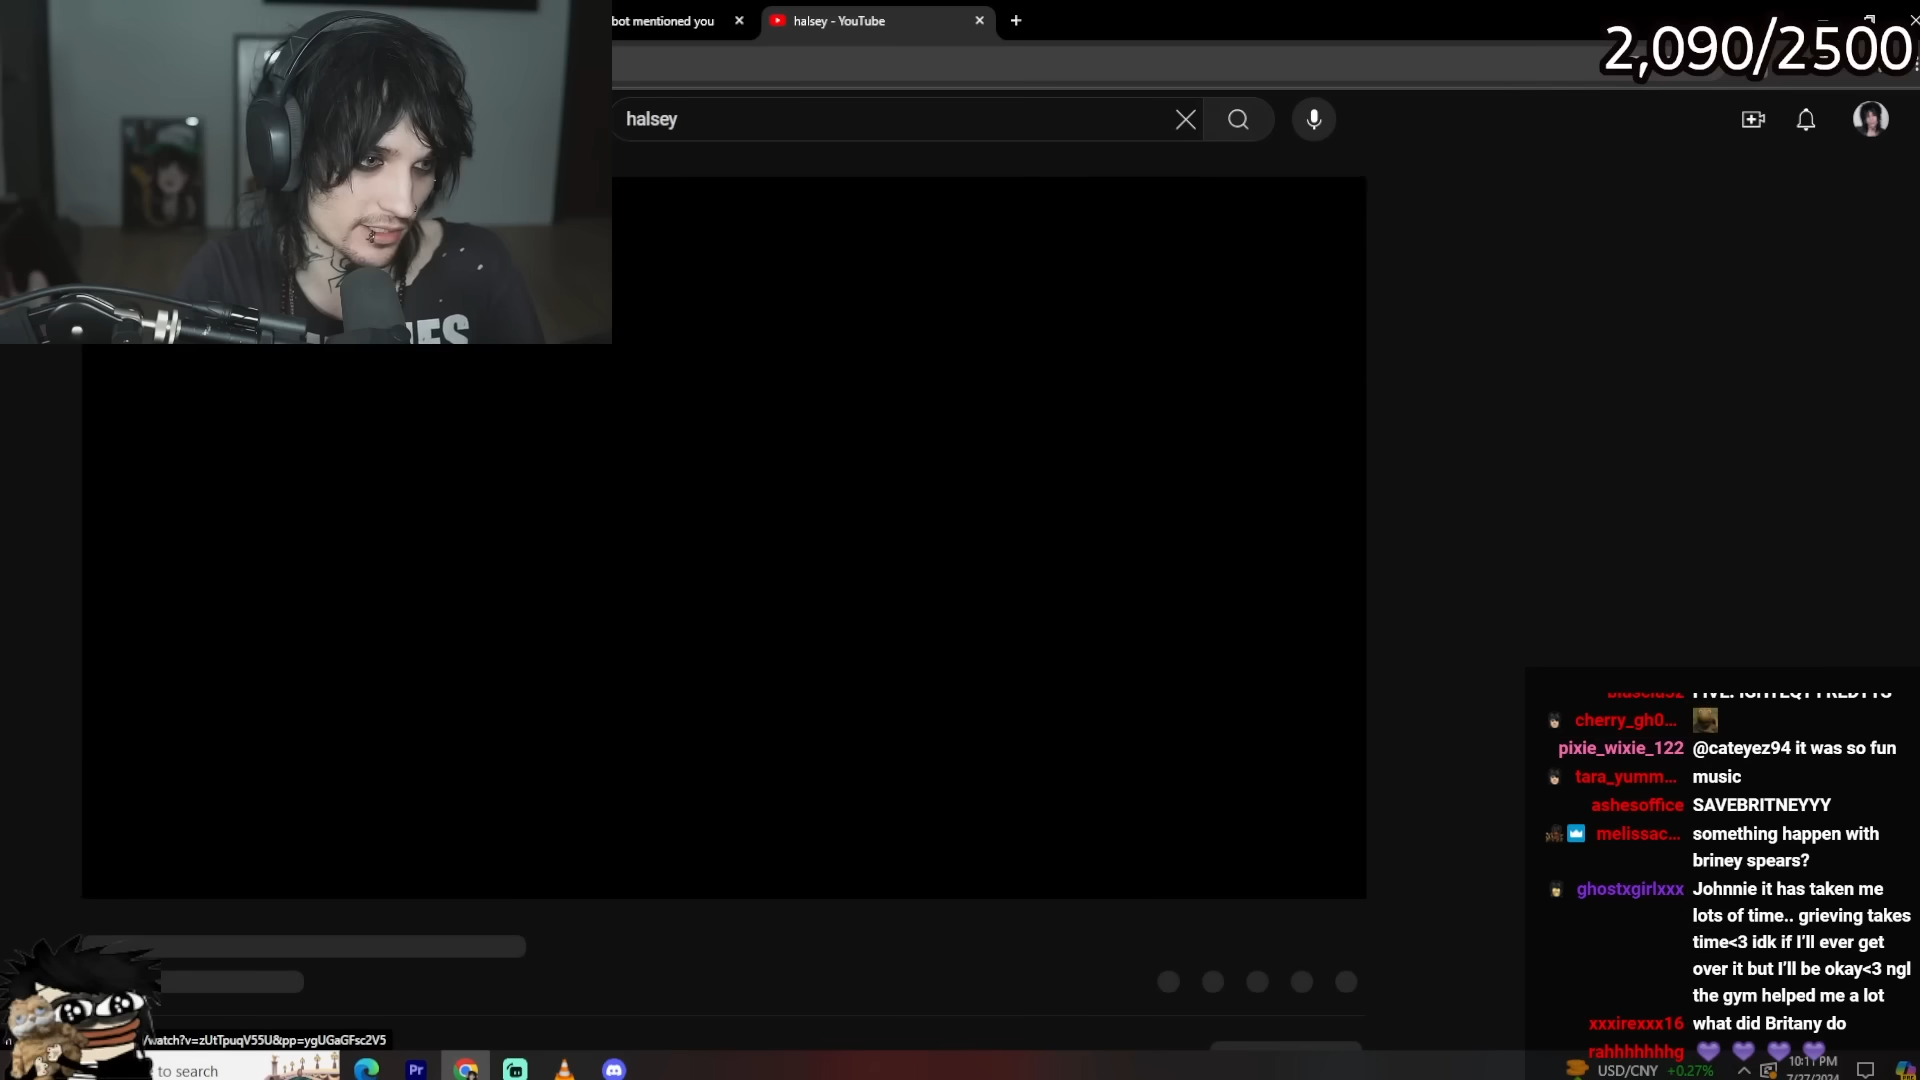 bot mentioned you
halsey - YouTube
2,090/2500
halsey
cherry_gh0...
pixie_wixie_122 @cateyez94 it was so fun
tara_yumm... music
ashesoffice SAVEBRITNEYYY
melissac... something happen with
briney spears?
ghostxgirlxxx Johnnie it has taken me
lots of time.. grieving takes
time<3 idk if I'll ever get
over it but I'll be okay<3 ngl
the gym helped me a lot
xxxirexxx16 what did Britany do
rahhhhhhhg 💜 💜 💜 💜
/watch?v=zUtTpuqV55U&pp=ygUGaGFsc2V5
to search
Pr
USD/CNY +0.27%
10:11 PM
7/27/2024